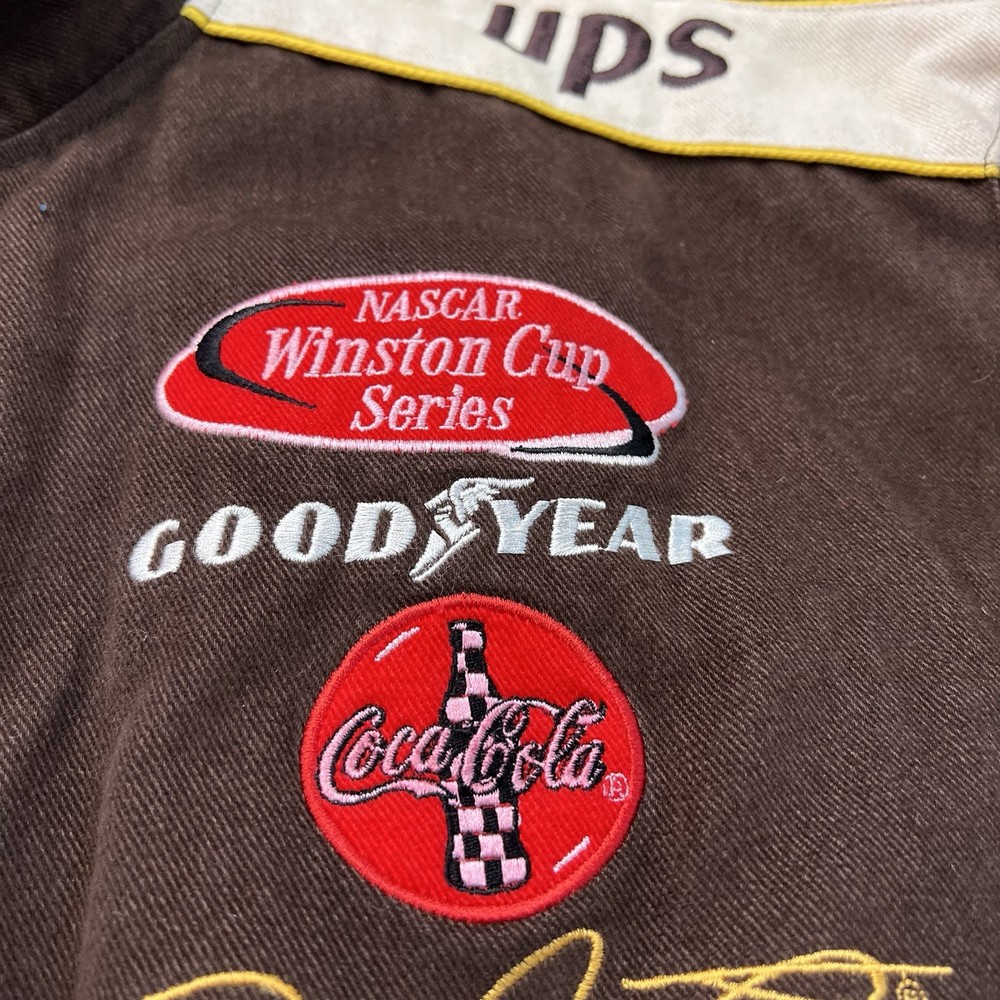 ups
NASCAR
Winston Cup
Series
GOODYEAR
Coca-Cola®